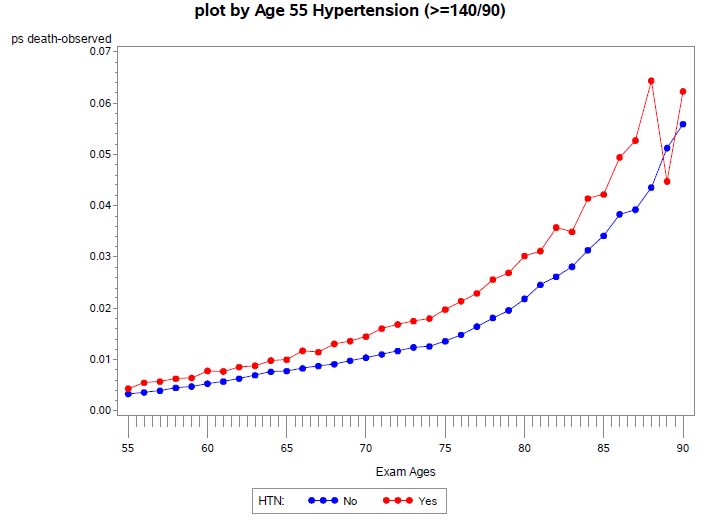 plot by Age 55 Hypertension (>=140/90)
ps death-observed
0.07
0.06
0.05
0.04
0.03
0.02
0.01
0.00
55 60 65 70 75 80 85 90
Exam Ages
HTN: No Yes